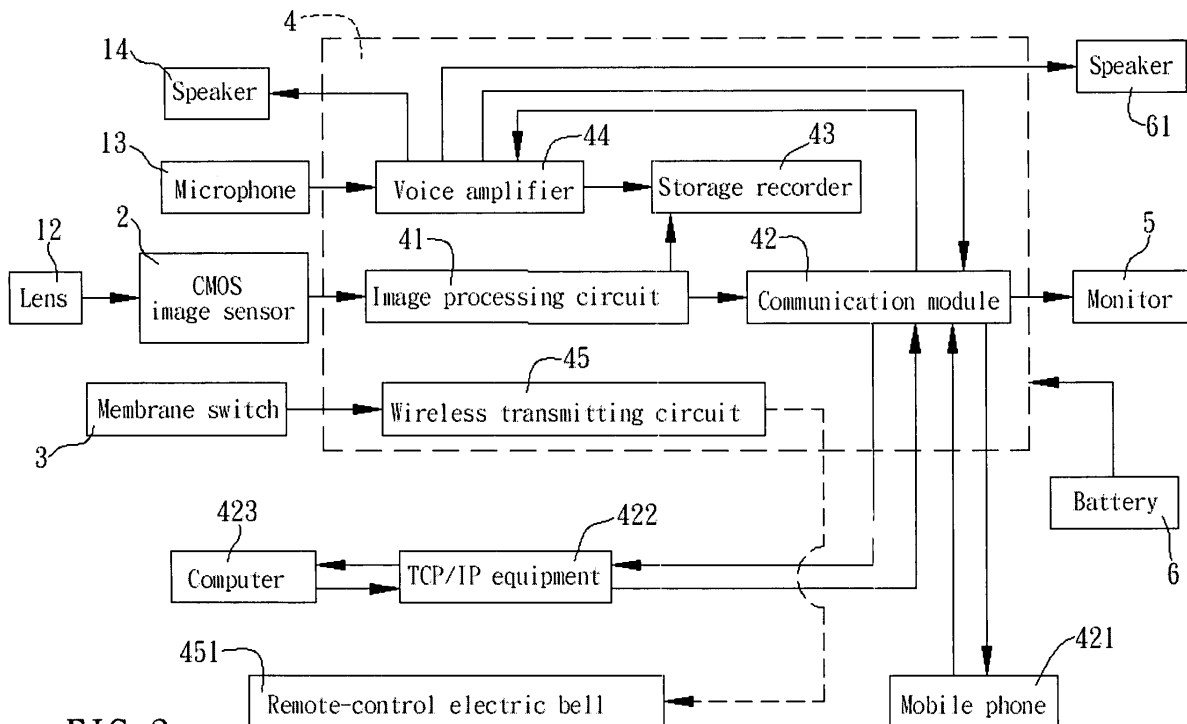 4
14
Speaker
Speaker
61
13
Microphone
44
Voice amplifier
43
Storage recorder
12
Lens
2
CMOS
image sensor
41
Image processing circuit
42
Communication module
5
Monitor
Membrane switch
3
45
Wireless transmitting circuit
Battery
6
423
Computer
422
TCP/IP equipment
451
Remote-control electric bell
421
Mobile phone